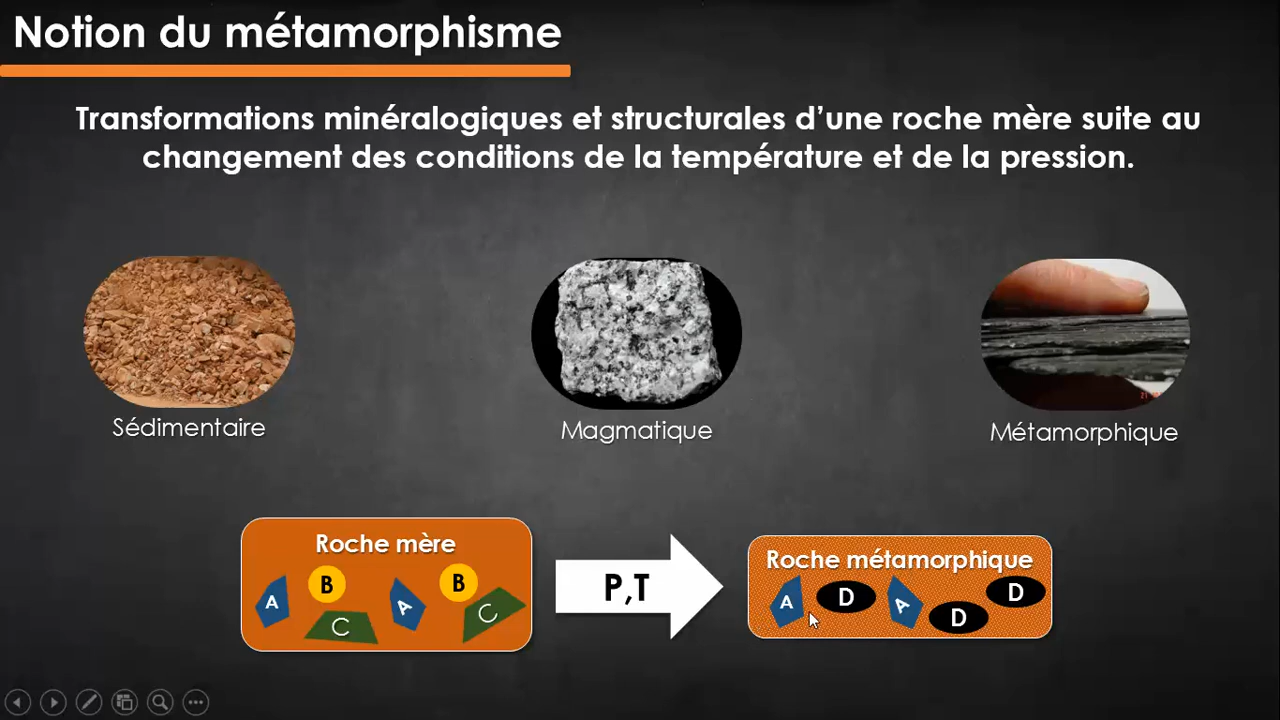 Notion du métamorphisme
Transformations minéralogiques et structurales d’une roche mère suite au
changement des conditions de la température et de la pression.
Sédimentaire
Magmatique
Métamorphique
Roche mère
A B A B
C C
P,T
Roche métamorphique
A D A D
D